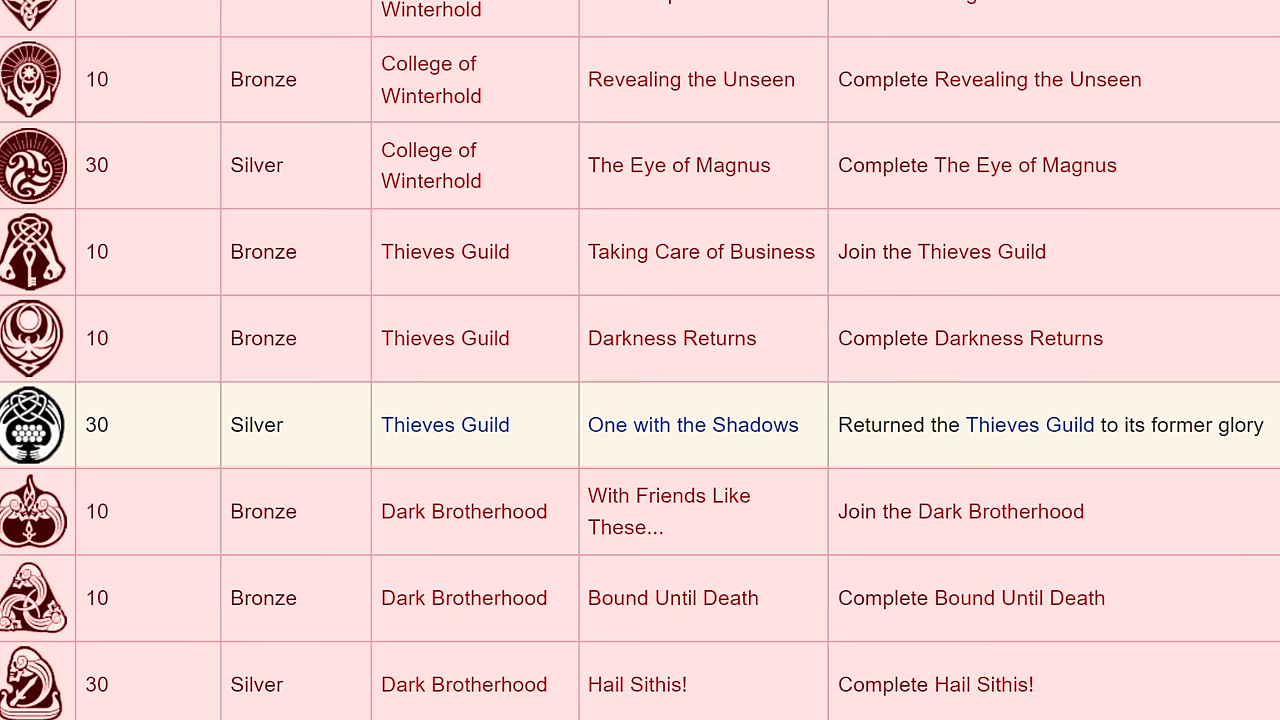 Winterhold
10 Bronze College of Winterhold Revealing the Unseen Complete Revealing the Unseen
30 Silver College of Winterhold The Eye of Magnus Complete The Eye of Magnus
10 Bronze Thieves Guild Taking Care of Business Join the Thieves Guild
10 Bronze Thieves Guild Darkness Returns Complete Darkness Returns
30 Silver Thieves Guild One with the Shadows Returned the Thieves Guild to its former glory
10 Bronze Dark Brotherhood With Friends Like These... Join the Dark Brotherhood
10 Bronze Dark Brotherhood Bound Until Death Complete Bound Until Death
30 Silver Dark Brotherhood Hail Sithis! Complete Hail Sithis!